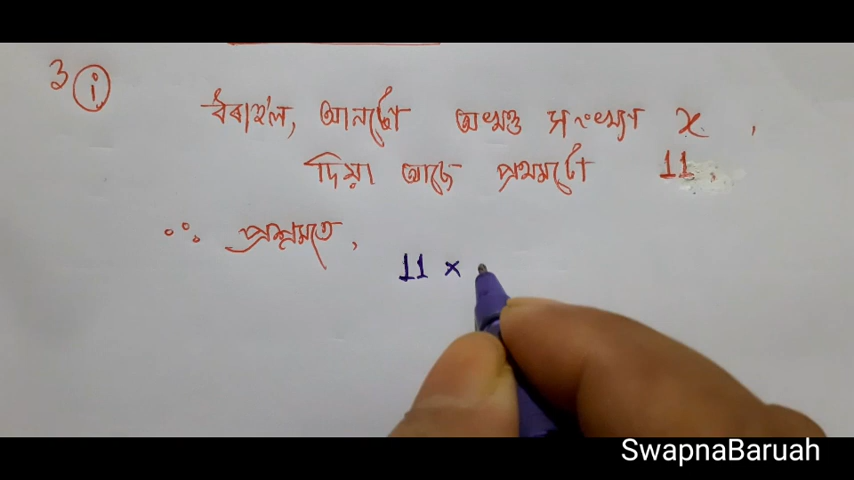 3 (i)
ধৰাহ'ল, আনটো অখণ্ড সংখ্যা x,
দিয়া আছে প্ৰথমটো 11,
∴ প্ৰশ্নমতে,
11 ×
SwapnaBaruah